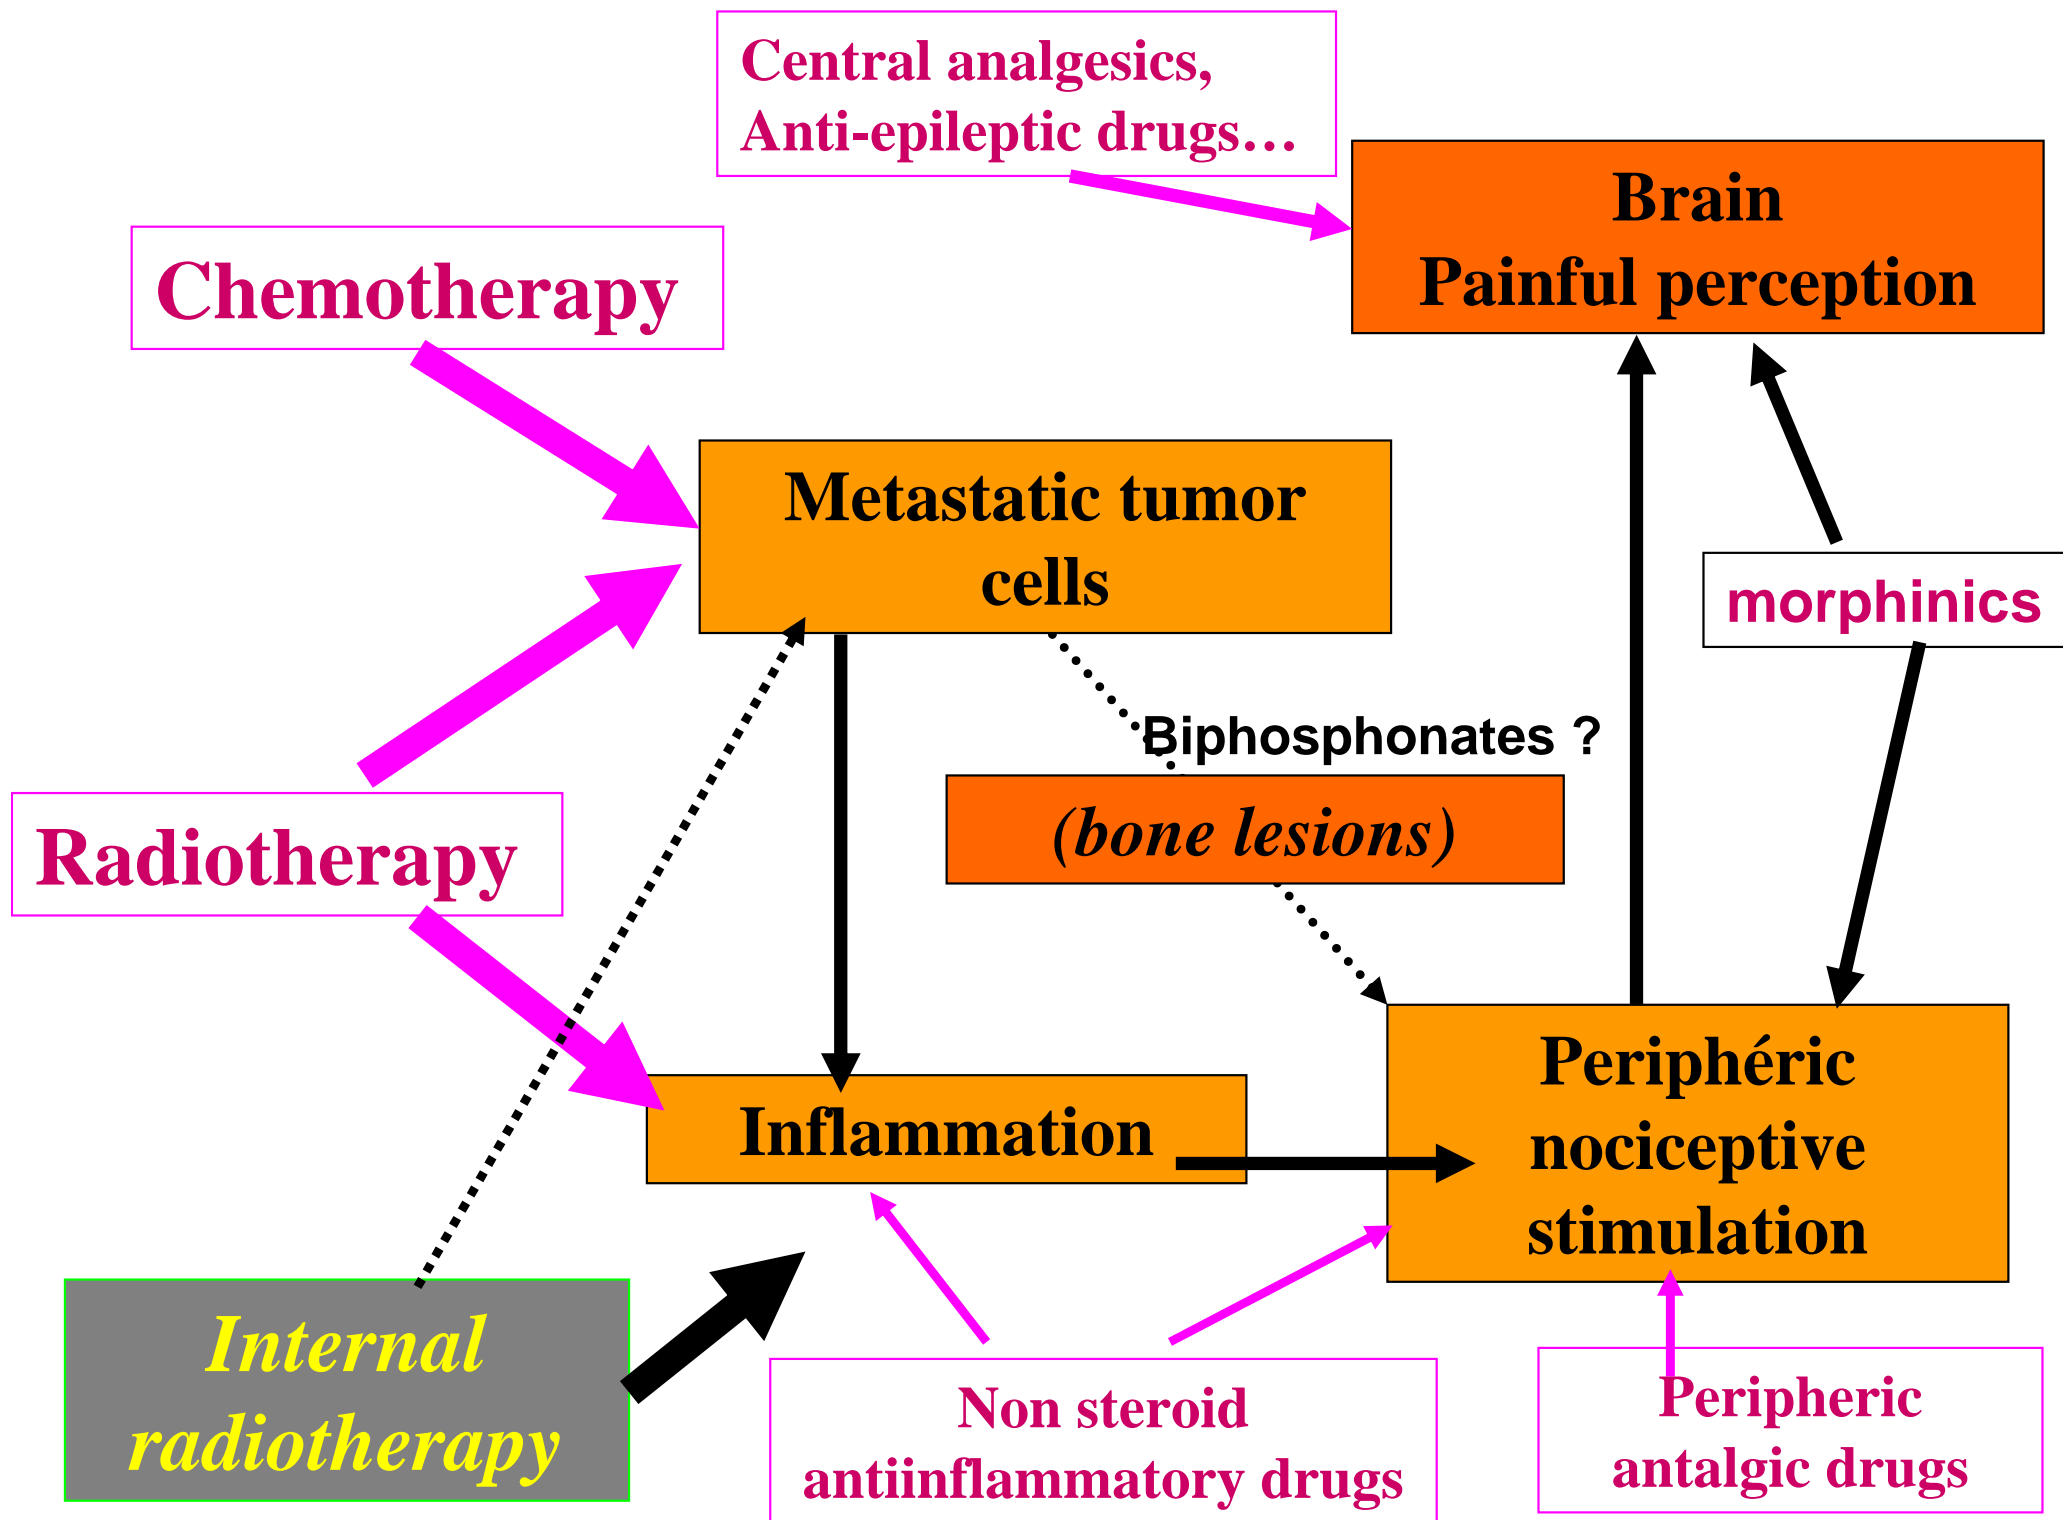 Central analgesics,
Anti-epileptic drugs…
Brain
Painful perception
Chemotherapy
Metastatic tumor
cells
morphinics
Biphosphonates ?
(bone lesions)
Radiotherapy
Periphéric
nociceptive
stimulation
Inflammation
Internal
radiotherapy
Non steroid
antiinflammatory drugs
Peripheric
antalgic drugs